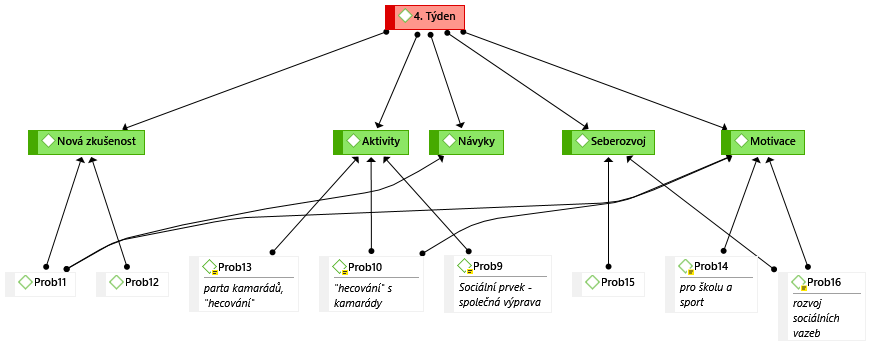 4. Týden
Nová zkušenost
Aktivity
Návyky
Seberozvoj
Motivace
Prob11
Prob12
Prob13
parta kamarádů,
"hecování"
Prob10
"hecování" s
kamarády
Prob9
Sociální prvek -
společná výprava
Prob15
Prob14
pro školu a
sport
Prob16
rozvoj
sociálních
vazeb